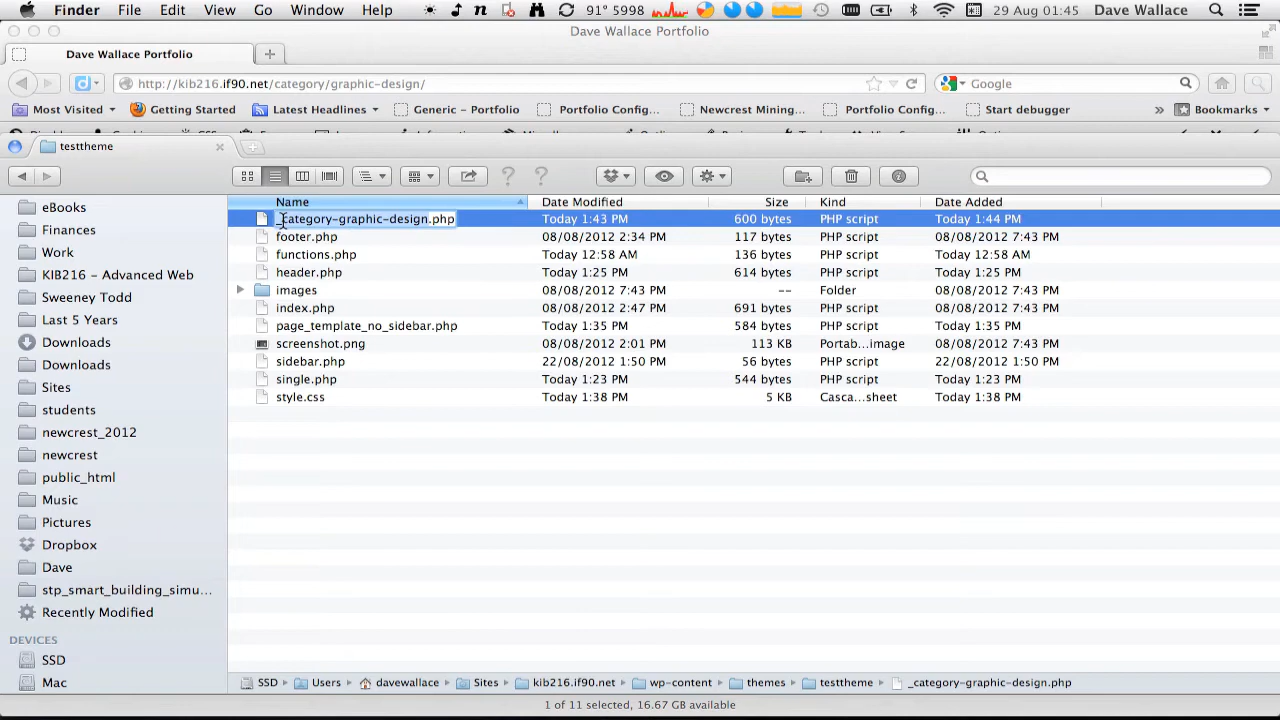 Finder File Edit View Go Window Help 91° 5998 29 Aug 01:45 Dave Wallace
Dave Wallace Portfolio
Dave Wallace Portfolio
http://kib216.if90.net/category/graphic-design/ Google
Most Visited Getting Started Latest Headlines Generic – Portfolio Portfolio Config... Newcrest Mining... Portfolio Config... Start debugger » Bookmarks
testtheme
Name Date Modified Size Kind Date Added
_category-graphic-design.php Today 1:43 PM 600 bytes PHP script Today 1:44 PM
footer.php 08/08/2012 2:34 PM 117 bytes PHP script 08/08/2012 7:43 PM
functions.php Today 12:58 AM 136 bytes PHP script Today 12:58 AM
header.php Today 1:25 PM 614 bytes PHP script Today 1:25 PM
images 08/08/2012 7:43 PM -- Folder 08/08/2012 7:43 PM
index.php 08/08/2012 2:47 PM 691 bytes PHP script 08/08/2012 7:43 PM
page_template_no_sidebar.php Today 1:35 PM 584 bytes PHP script Today 1:35 PM
screenshot.png 08/08/2012 2:01 PM 113 KB Portab...image 08/08/2012 7:43 PM
sidebar.php 22/08/2012 1:50 PM 56 bytes PHP script 22/08/2012 1:50 PM
single.php Today 1:23 PM 544 bytes PHP script Today 1:23 PM
style.css Today 1:38 PM 5 KB Casca...sheet Today 1:38 PM
eBooks
Finances
Work
KIB216 – Advanced Web
Sweeney Todd
Last 5 Years
Downloads
Downloads
Sites
students
newcrest_2012
newcrest
public_html
Music
Pictures
Dropbox
Dave
stp_smart_building_simu...
Recently Modified
DEVICES
SSD
Mac
SSD ▸ Users ▸ davewallace ▸ Sites ▸ kib216.if90.net ▸ wp-content ▸ themes ▸ testtheme ▸ _category-graphic-design.php
1 of 11 selected, 16.67 GB available